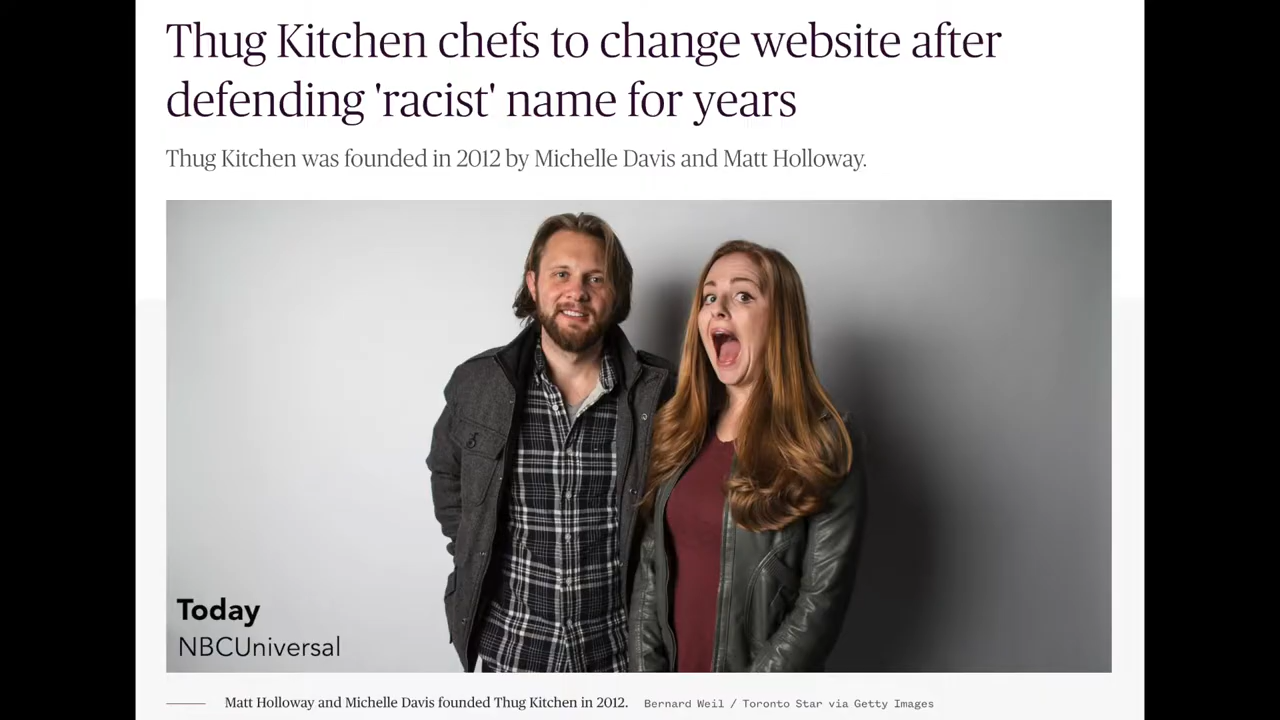 Thug Kitchen chefs to change website after
defending 'racist' name for years
Thug Kitchen was founded in 2012 by Michelle Davis and Matt Holloway.
Today
NBCUniversal
Matt Holloway and Michelle Davis founded Thug Kitchen in 2012. Bernard Weil / Toronto Star via Getty Images